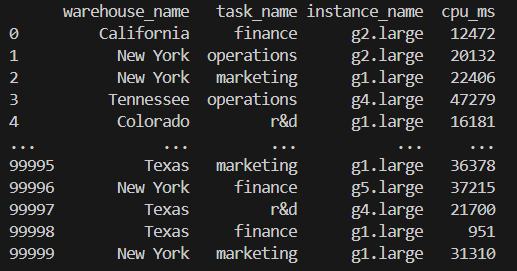 warehouse_name task_name instance_name cpu_ms
0 California finance g2.large 12472
1 New York operations g2.large 20132
2 New York marketing g1.large 22406
3 Tennessee operations g4.large 47279
4 Colorado r&d g1.large 16181
... ... ... ... ...
99995 Texas marketing g1.large 36378
99996 New York finance g5.large 37215
99997 Texas r&d g4.large 21700
99998 Texas finance g1.large 951
99999 New York marketing g1.large 31310